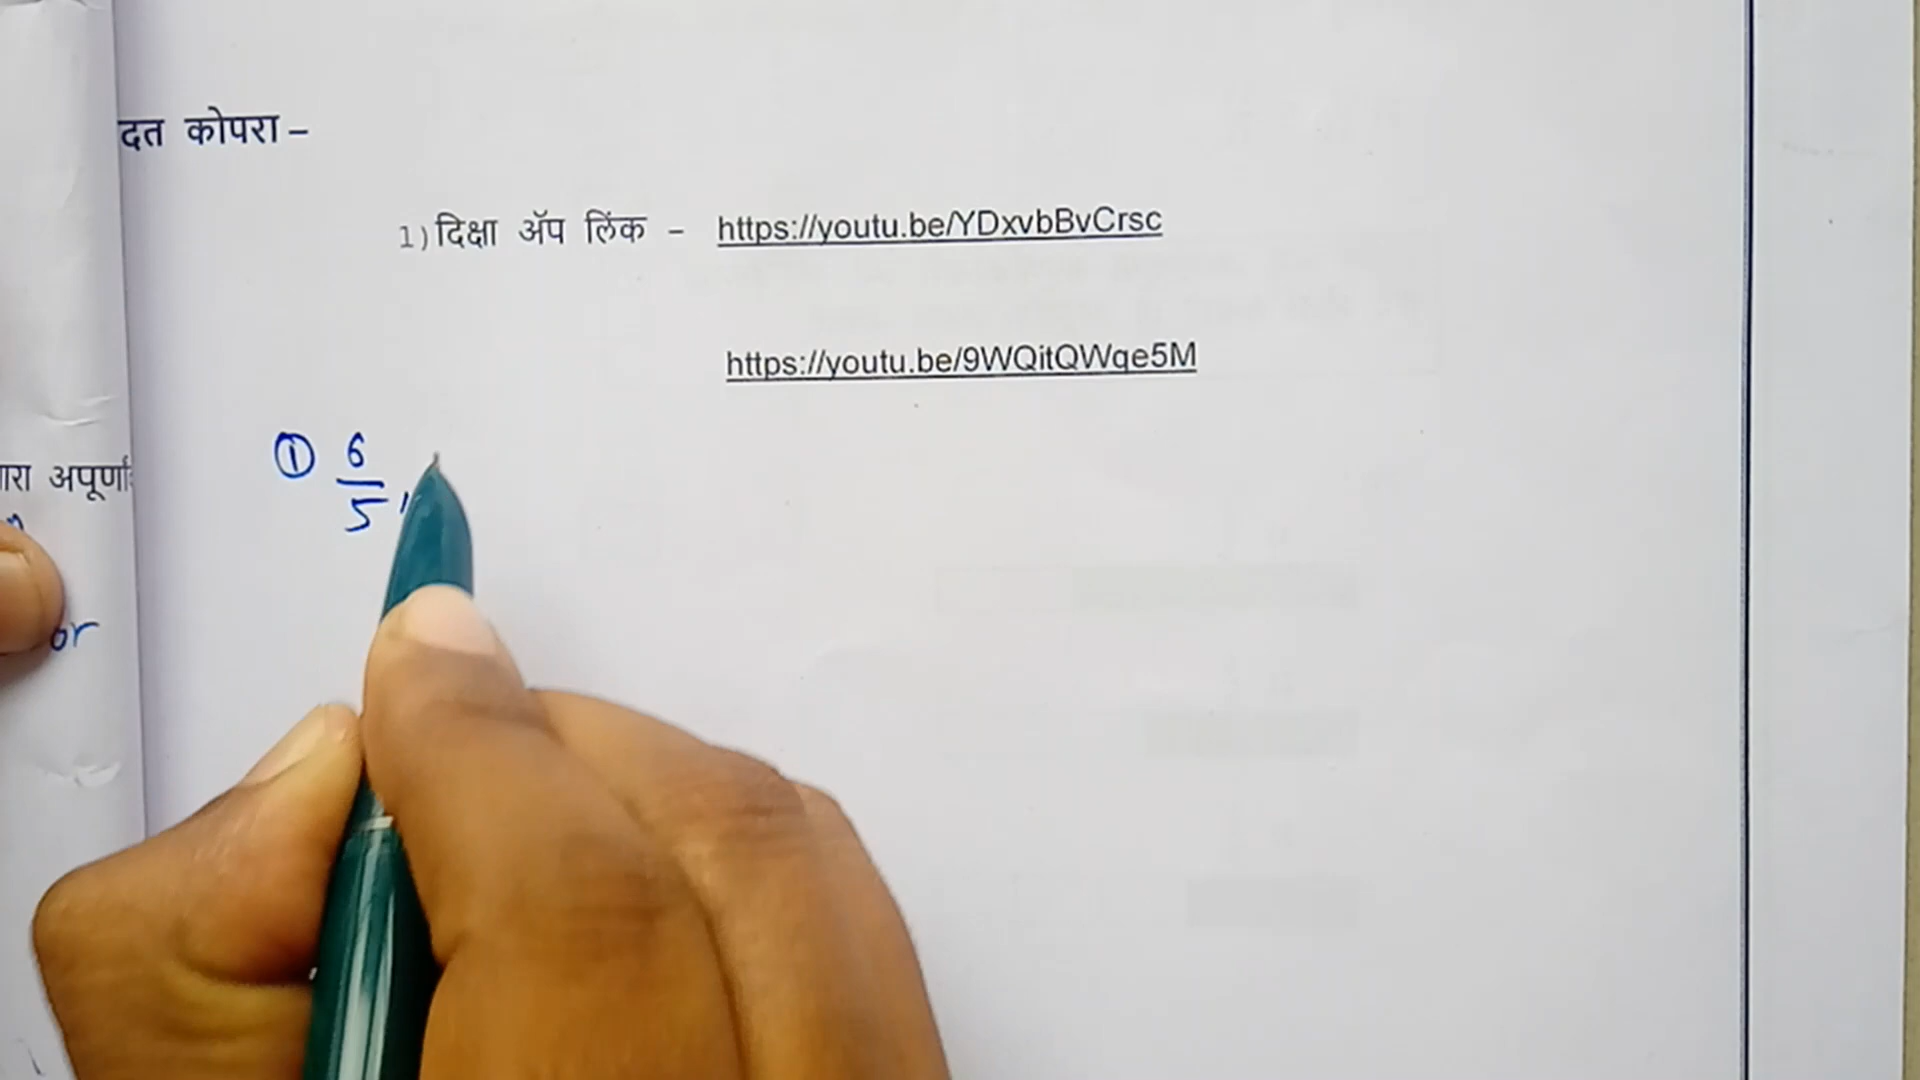 दत कोपरा –
1) दिक्षा ॲप लिंक - https://youtu.be/YDxvbBvCrsc
https://youtu.be/9WQitQWqe5M
① 6/5 ,
अपूर्णां
or